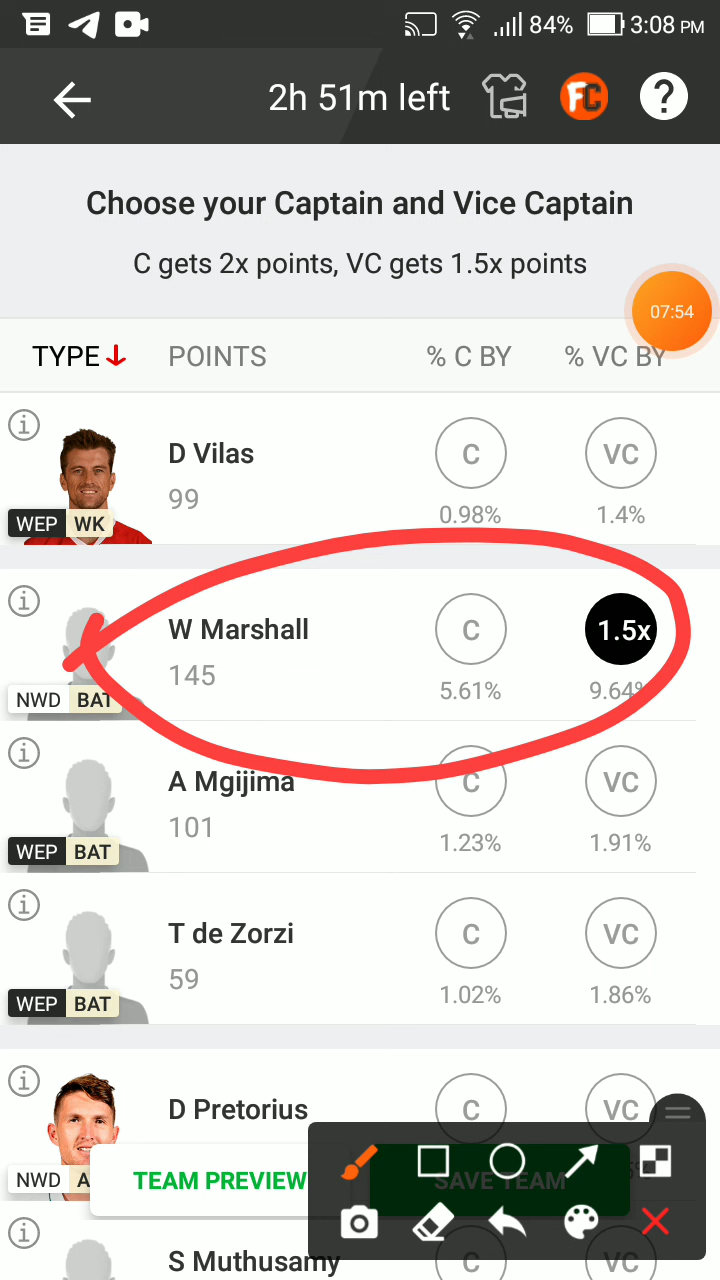 84% 3:08 PM
2h 51m left FC ?
Choose your Captain and Vice Captain
C gets 2x points, VC gets 1.5x points
07:54
TYPE POINTS % C BY % VC BY
D Vilas C VC
99 0.98% 1.4%
WEP WK
W Marshall C 1.5x
145 5.61% 9.64%
NWD BAT
A Mgijima C VC
101 1.23% 1.91%
WEP BAT
T de Zorzi C VC
59 1.02% 1.86%
WEP BAT
D Pretorius C VC
NWD A
TEAM PREVIEW SAVE TEAM
S Muthusamy C VC